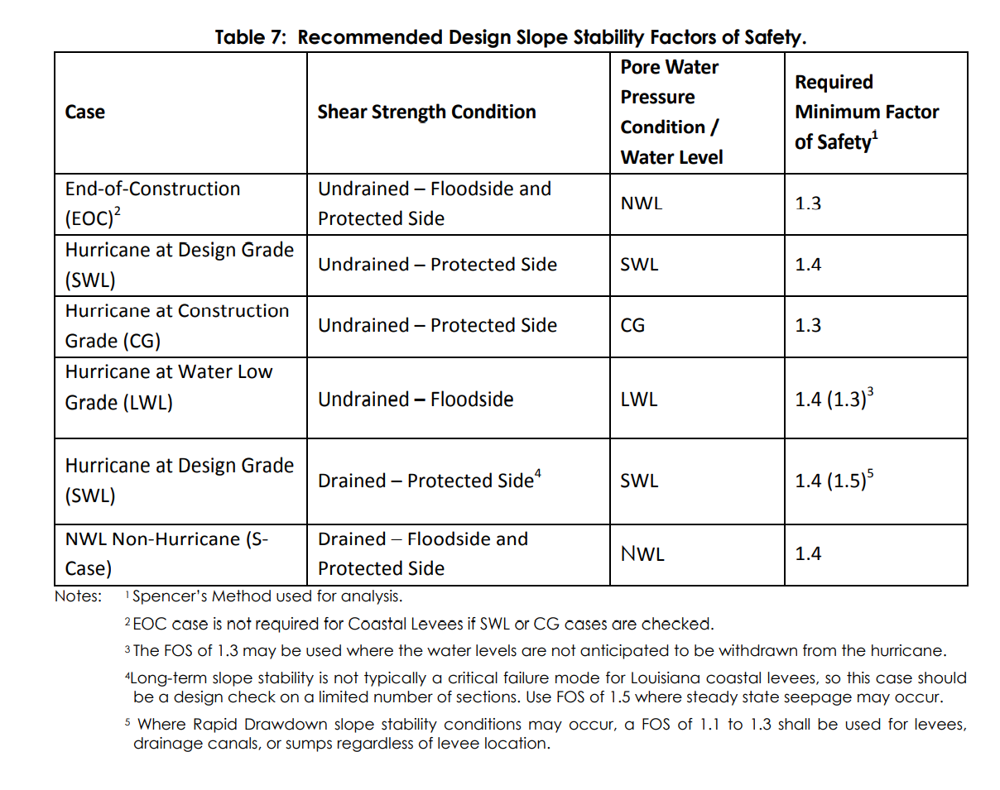 Table 7:  Recommended Design Slope Stability Factors of Safety.
Case
Shear Strength Condition
Pore Water
Pressure
Condition /
Water Level
Required
Minimum Factor
of Safety¹
End-of-Construction
(EOC)²
Undrained – Floodside and
Protected Side
NWL
1.3
Hurricane at Design Grade
(SWL)
Undrained – Protected Side
SWL
1.4
Hurricane at Construction
Grade (CG)
Undrained – Protected Side
CG
1.3
Hurricane at Water Low
Grade (LWL)
Undrained – Floodside
LWL
1.4 (1.3)³
Hurricane at Design Grade
(SWL)
Drained – Protected Side⁴
SWL
1.4 (1.5)⁵
NWL Non-Hurricane (S-
Case)
Drained – Floodside and
Protected Side
NWL
1.4
Notes: ¹ Spencer's Method used for analysis.
² EOC case is not required for Coastal Levees if SWL or CG cases are checked.
³ The FOS of 1.3 may be used where the water levels are not anticipated to be withdrawn from the hurricane.
⁴Long-term slope stability is not typically a critical failure mode for Louisiana coastal levees, so this case should
be a design check on a limited number of sections. Use FOS of 1.5 where steady state seepage may occur.
⁵ Where Rapid Drawdown slope stability conditions may occur, a FOS of 1.1 to 1.3 shall be used for levees,
drainage canals, or sumps regardless of levee location.